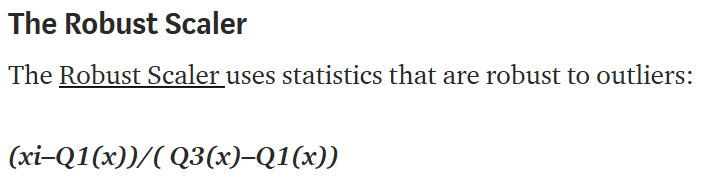 The Robust Scaler
The Robust Scaler uses statistics that are robust to outliers:
(xi–Q1(x))/( Q3(x)–Q1(x))